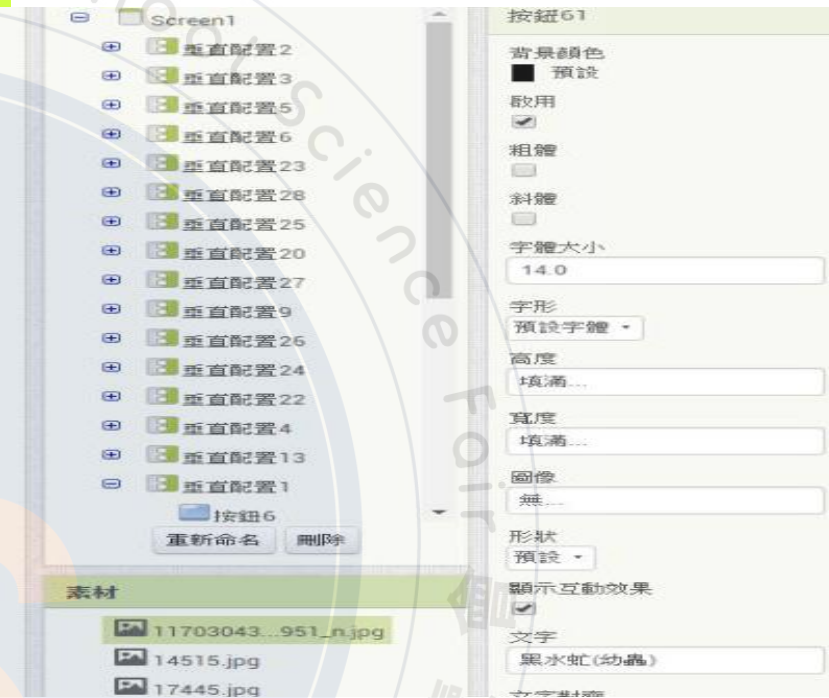 Screen1
垂直配置2
垂直配置3
垂直配置5
垂直配置6
垂直配置23
垂直配置28
垂直配置25
垂直配置20
垂直配置27
垂直配置9
垂直配置26
垂直配置24
垂直配置22
垂直配置4
垂直配置13
垂直配置1
按鈕6
重新命名 刪除
素材
11703043...951_n.jpg
14515.jpg
17445.jpg
按鈕61
背景顏色
預設
啟用
粗體
斜體
字體大小
14.0
字形
預設字體
高度
填滿...
寬度
填滿...
圖像
無...
形狀
預設
顯示互動效果
文字
黑水虻(幼蟲)
文字對齊
ool Science Fair